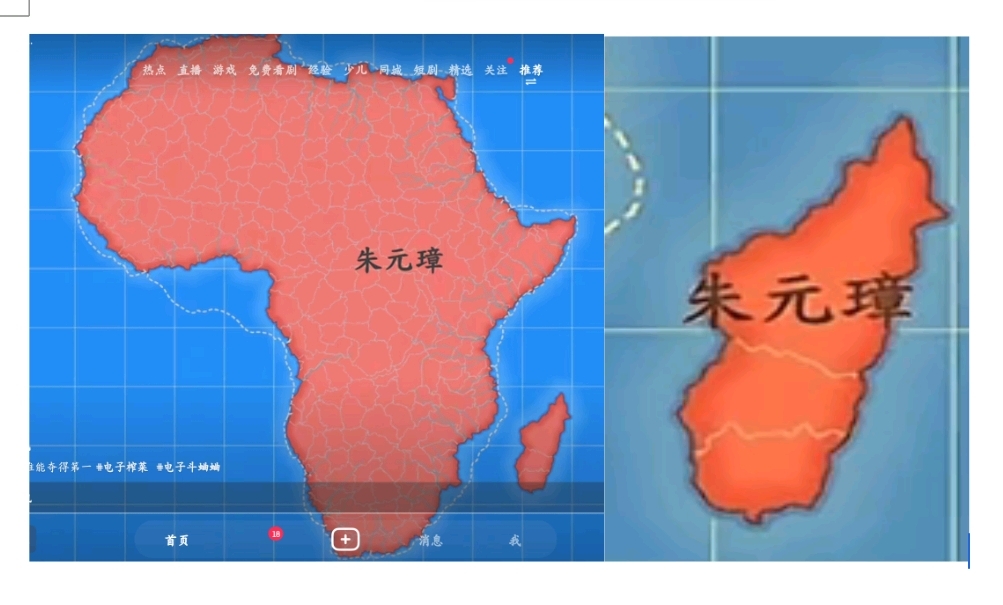 热点 直播 游戏 免费看剧 经验 少儿 同城 短剧 精选 关注 推荐
朱元璋
朱元璋
能夺得第一 #电子榨菜 #电子斗蛐蛐
首页 18 消息 我